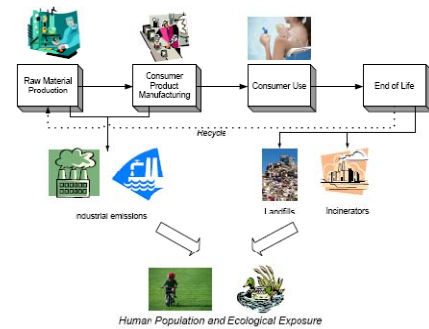 Raw Material
Production
Consumer
Product
Manufacturing
Consumer Use
End of Life
Recycle
ndustrial emissions
Landfills
Incinerators
Human Population and Ecological Exposure